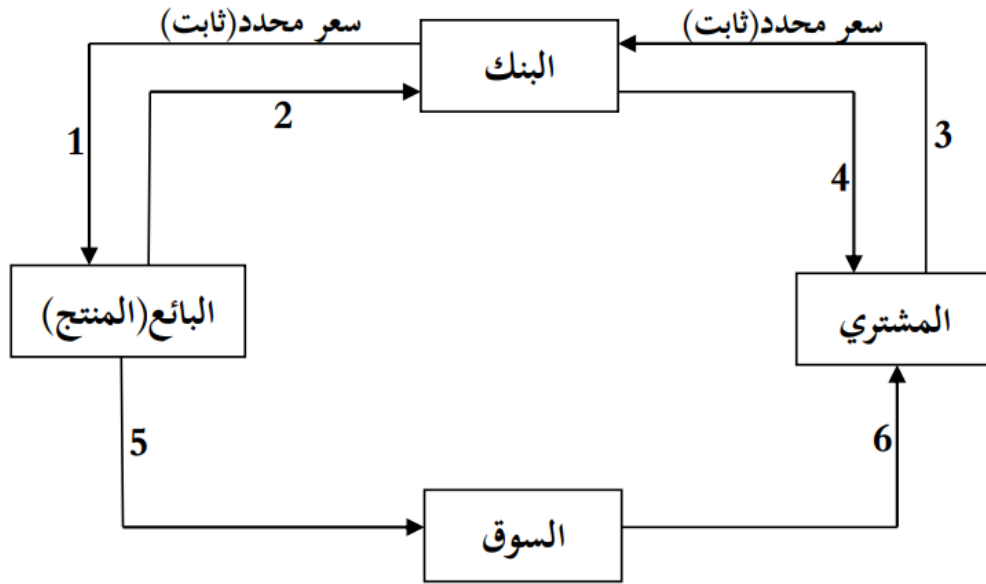 سعر محدد(ثابت)
سعر محدد(ثابت)
البنك
2
1
3
4
البائع(المنتج)
المشتري
5
6
السوق